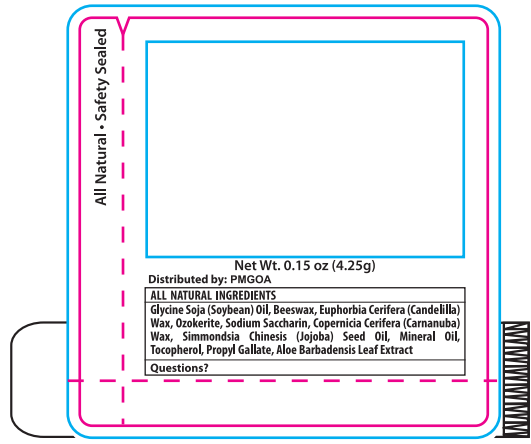 All Natural • Safety Sealed
Net Wt. 0.15 oz (4.25g)
Distributed by: PMGOA
ALL NATURAL INGREDIENTS
Glycine Soja (Soybean) Oil, Beeswax, Euphorbia Cerifera (Candelilla)
Wax, Ozokerite, Sodium Saccharin, Copernicia Cerifera (Carnanuba)
Wax, Simmondsia Chinesis (Jojoba) Seed Oil, Mineral Oil,
Tocopherol, Propyl Gallate, Aloe Barbadensis Leaf Extract
Questions?